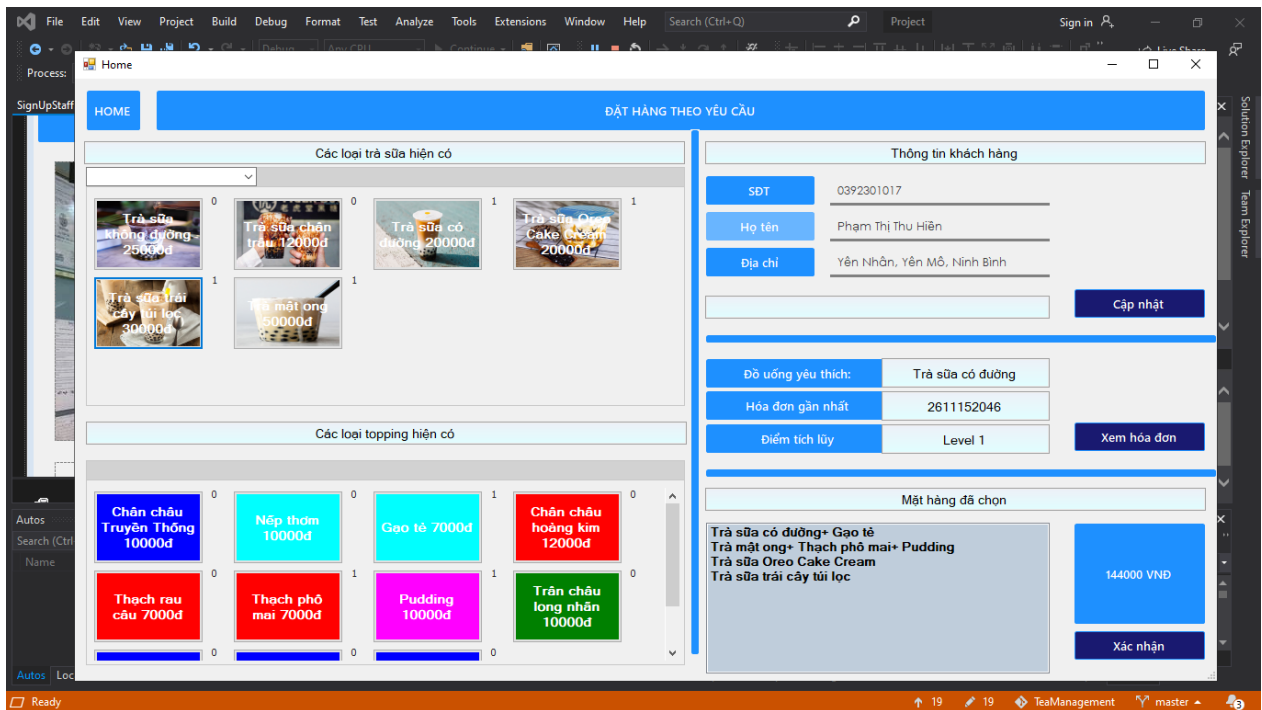 File Edit View Project Build Debug Format Test Analyze Tools Extensions Window Help Search (Ctrl+Q) Project Sign in
Debug Any CPU Continue Live Share
Process:
Home
SignUpStaff
HOME
ĐẶT HÀNG THEO YÊU CẦU
Các loại trà sữa hiện có
Trà sữa
không đường
25000đ
0
Trà sữa chân
trâu 12000đ
0
Trà sữa có
đường 20000đ
1
Trà sữa Oreo
Cake Cream
20000đ
1
Trà sữa trái
cây túi lọc
30000đ
1
mật ong
50000đ
1
Các loại topping hiện có
Chân châu
Truyền Thống
10000đ
0
Nếp thơm
10000đ
0
Gạo tẻ 7000đ
1
Chân châu
hoàng kim
12000đ
0
Thạch rau
câu 7000đ
0
Thạch phô
mai 7000đ
1
Pudding
10000đ
1
Trân châu
long nhãn
10000đ
0
0
0
0
Thông tin khách hàng
SĐT 0392301017
Họ tên Phạm Thị Thu Hiền
Địa chỉ Yên Nhân, Yên Mô, Ninh Bình
Cập nhật
Đồ uống yêu thích: Trà sữa có đường
Hóa đơn gần nhất 2611152046
Điểm tích lũy Level 1
Xem hóa đơn
Mặt hàng đã chọn
Trà sữa có đường+ Gạo tẻ
Trà mật ong+ Thạch phô mai+ Pudding
Trà sữa Oreo Cake Cream
Trà sữa trái cây túi lọc
144000 VNĐ
Xác nhận
Solution Explorer
Team Explorer
Autos
Search (Ctrl
Name
Autos Loc
Ready 19 19 TeaManagement master 3